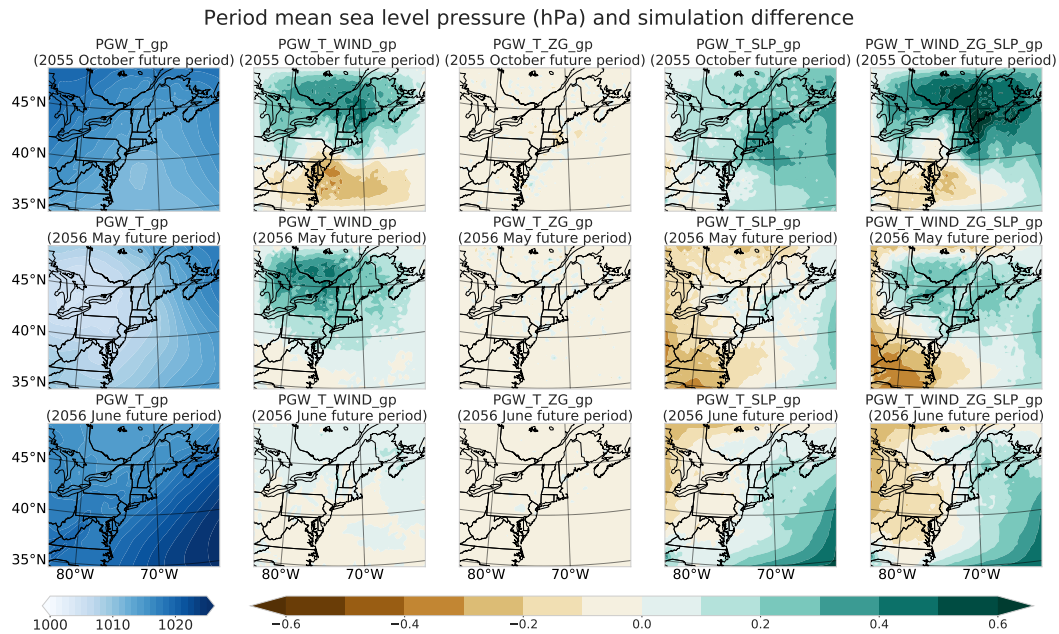 Period mean sea level pressure (hPa) and simulation difference
PGW_T_gp PGW_T_WIND_gp PGW_T_ZG_gp PGW_T_SLP_gp PGW_T_WIND_ZG_SLP_gp
(2055 October future period) (2055 October future period) (2055 October future period) (2055 October future period) (2055 October future period)
45°N
40°N
35°N
PGW_T_gp PGW_T_WIND_gp PGW_T_ZG_gp PGW_T_SLP_gp PGW_T_WIND_ZG_SLP_gp
(2056 May future period) (2056 May future period) (2056 May future period) (2056 May future period) (2056 May future period)
45°N
40°N
35°N
PGW_T_gp PGW_T_WIND_gp PGW_T_ZG_gp PGW_T_SLP_gp PGW_T_WIND_ZG_SLP_gp
(2056 June future period) (2056 June future period) (2056 June future period) (2056 June future period) (2056 June future period)
45°N
40°N
35°N
80°W 70°W 80°W 70°W 80°W 70°W 80°W 70°W 80°W 70°W
1000 1010 1020 −0.6 −0.4 −0.2 0.0 0.2 0.4 0.6